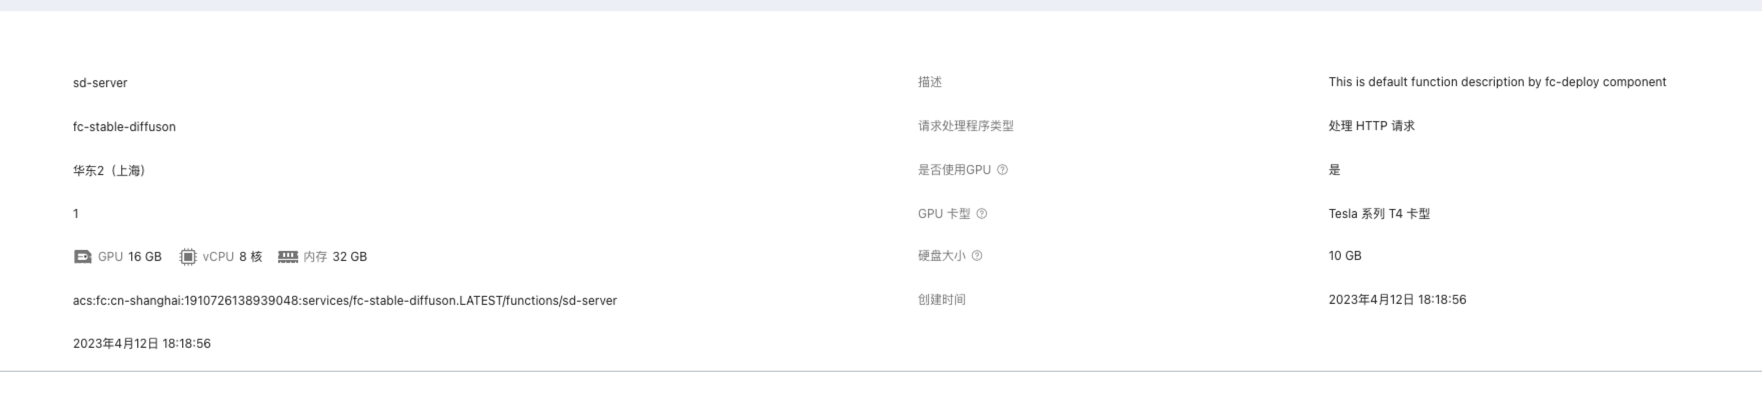 sd-server 描述 This is default function description by fc-deploy component
fc-stable-diffuson 请求处理程序类型 处理 HTTP 请求
华东2（上海） 是否使用GPU 是
1 GPU 卡型 Tesla 系列 T4 卡型
GPU 16 GB vCPU 8 核 内存 32 GB 硬盘大小 10 GB
acs:fc:cn-shanghai:1910726138939048:services/fc-stable-diffuson.LATEST/functions/sd-server 创建时间 2023年4月12日 18:18:56
2023年4月12日 18:18:56